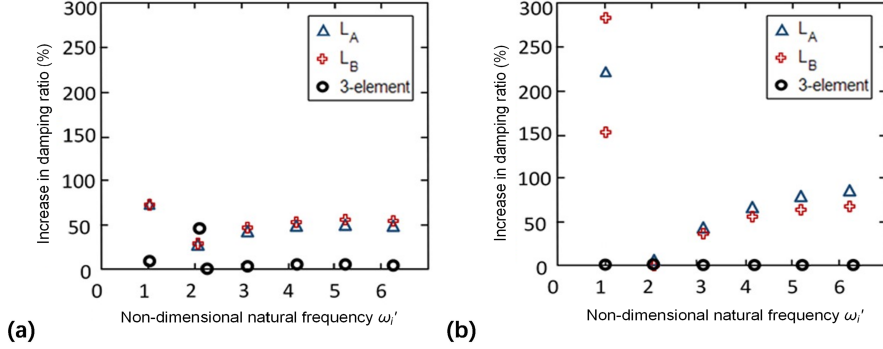 300
250
200
150
100
50
0
Increase in damping ratio (%)
L_A
L_B
3-element
0 1 2 3 4 5 6
Non-dimensional natural frequency ω_i′
(a)
300
250
200
150
100
50
0
Increase in damping ratio (%)
L_A
L_B
3-element
0 1 2 3 4 5 6
Non-dimensional natural frequency ω_i′
(b)